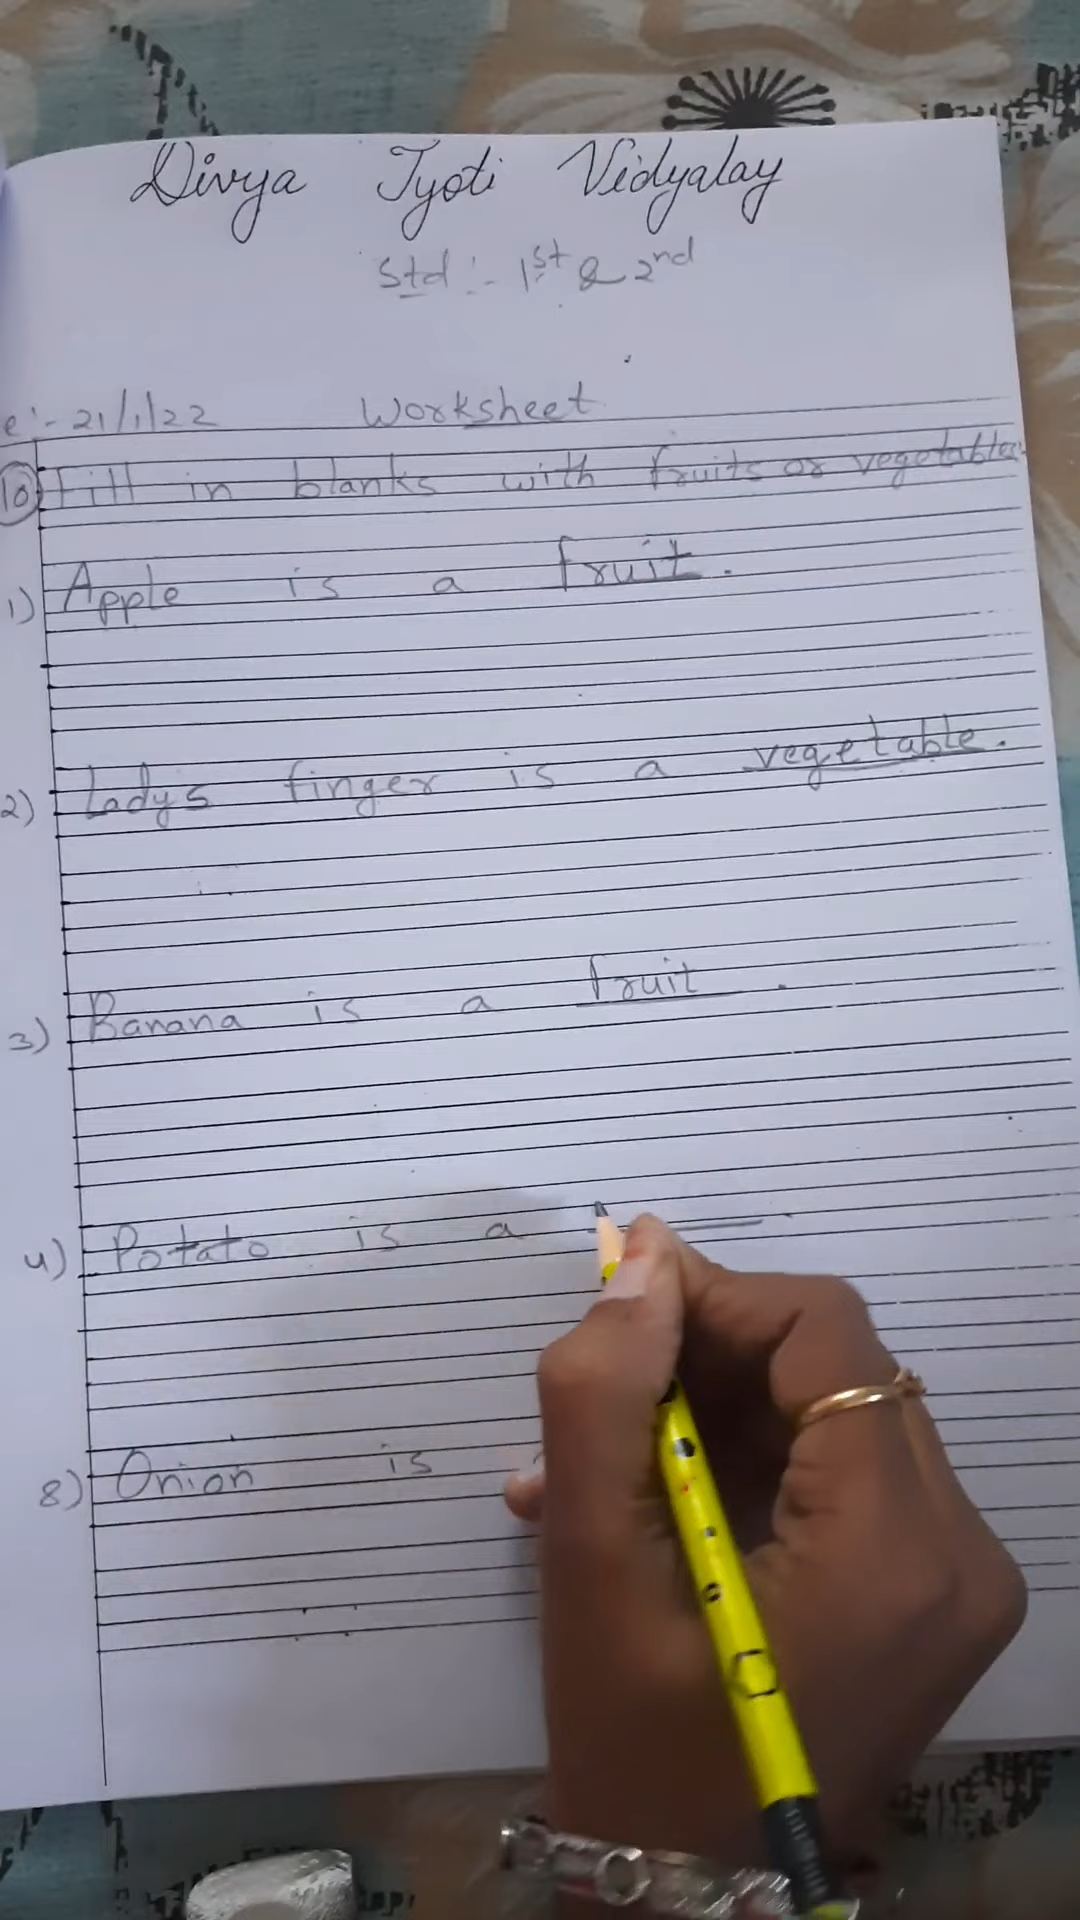 Divya Jyoti Vidyalay
Std :- 1st & 2nd
e :- 21/1/22 Worksheet
10 Fill in blanks with fruits or vegetables.
1) Apple is a fruit.
2) Ladys finger is a vegetable.
3) Banana is a fruit.
4) Potato is a
8) Onion is